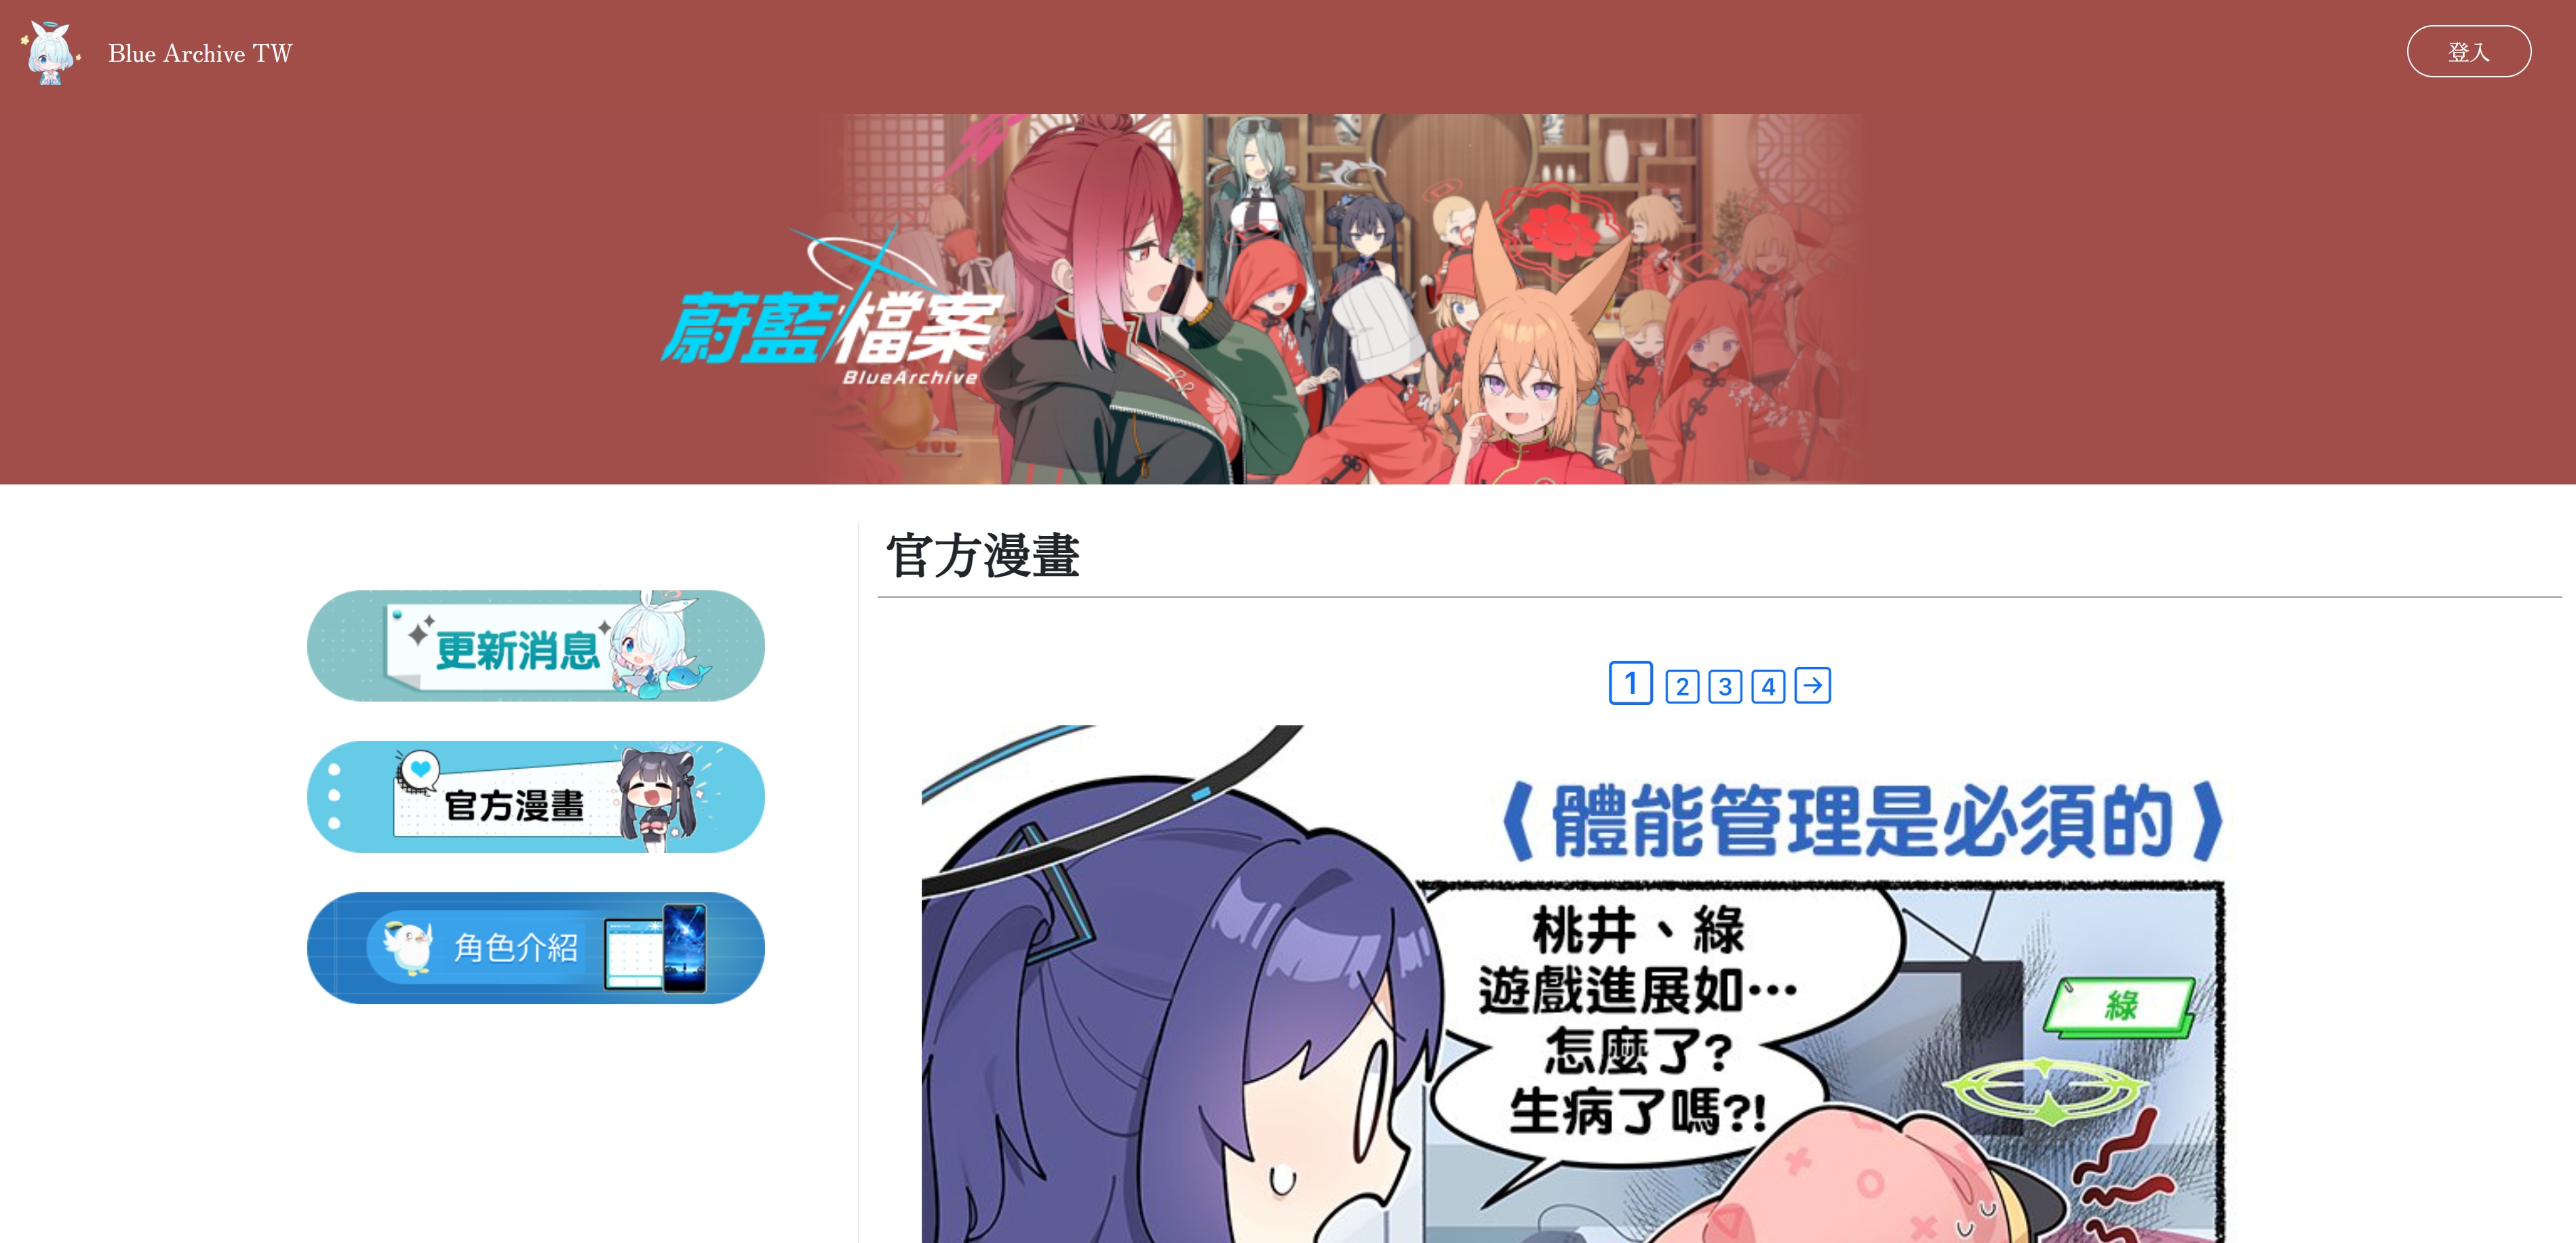 Blue Archive TW
登入
蔚藍檔案
BlueArchive
官方漫畫
更新消息
官方漫畫
角色介紹
1 2 3 4 →
《體能管理是必須的》
桃井、綠
遊戲進展如…
怎麼了?
生病了嗎?!
綠